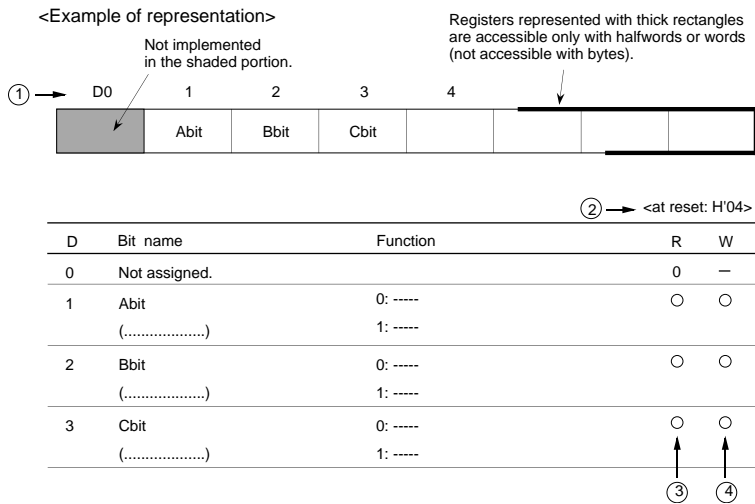 <Example of representation>
Not implemented
in the shaded portion.
Registers represented with thick rectangles
are accessible only with halfwords or words
(not accessible with bytes).
1 D0 1 2 3 4
Abit Bbit Cbit
2 <at reset: H'04>
D Bit name Function R W
0 Not assigned. 0 –
1 Abit 0: -----
(...................) 1: -----
2 Bbit 0: -----
(...................) 1: -----
3 Cbit 0: -----
(...................) 1: -----
3 4